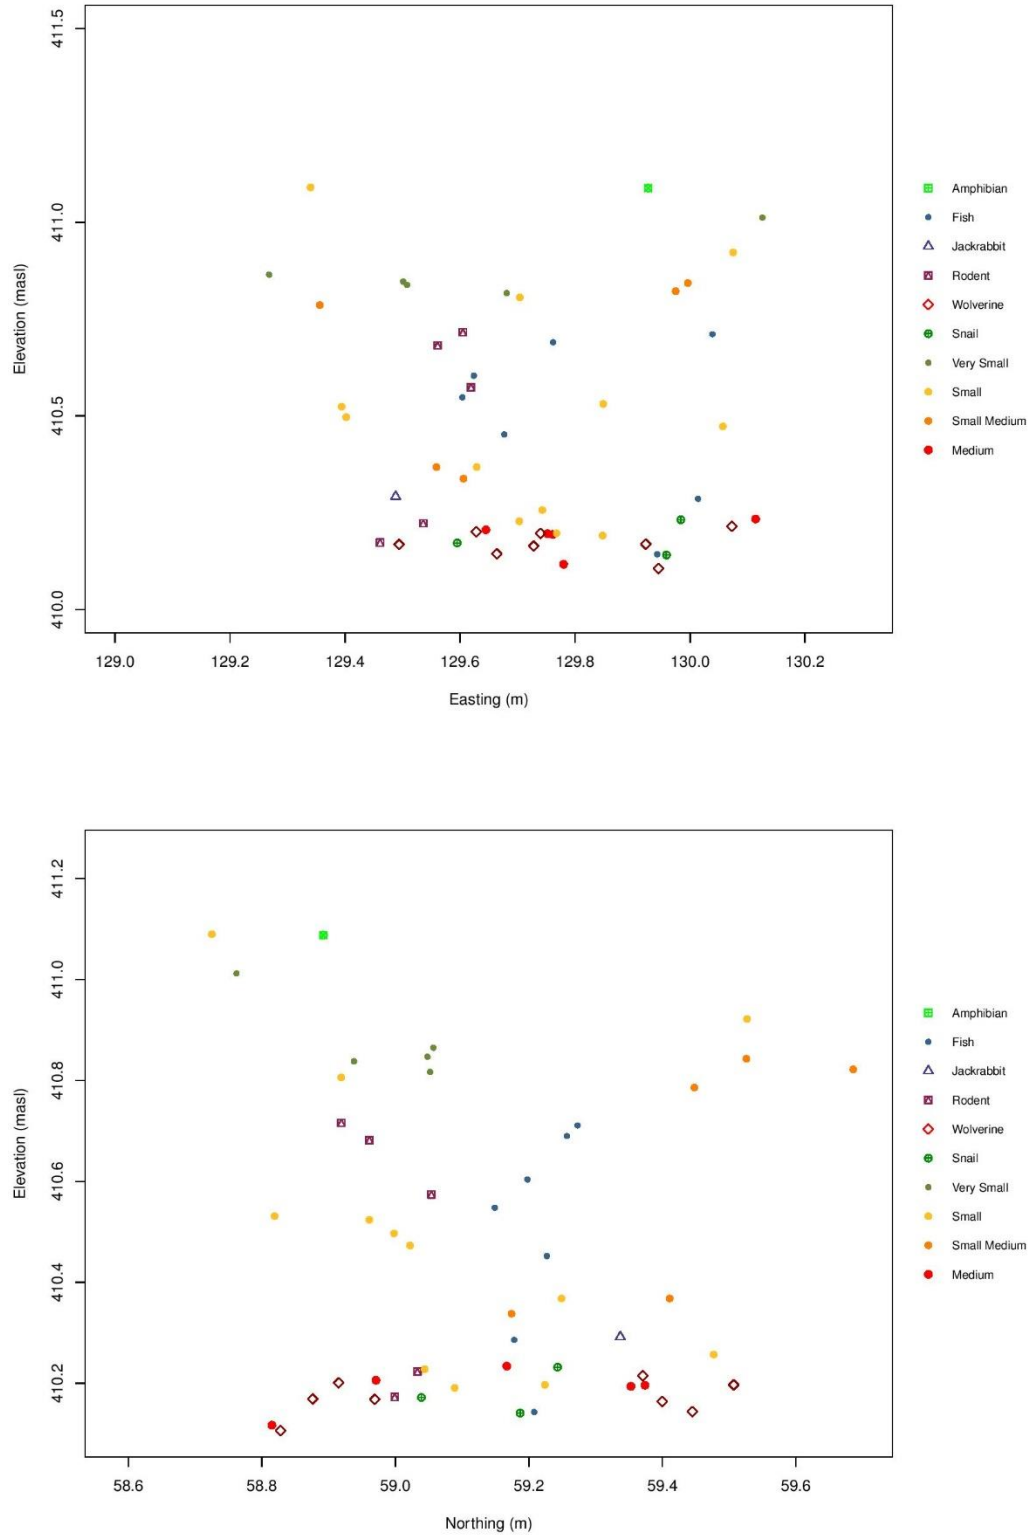 411.5
411.0
410.5
410.0
Elevation (masl)
129.0 129.2 129.4 129.6 129.8 130.0 130.2
Easting (m)
Amphibian
Fish
Jackrabbit
Rodent
Wolverine
Snail
Very Small
Small
Small Medium
Medium
411.2
411.0
410.8
410.6
410.4
410.2
Elevation (masl)
58.6 58.8 59.0 59.2 59.4 59.6
Northing (m)
Amphibian
Fish
Jackrabbit
Rodent
Wolverine
Snail
Very Small
Small
Small Medium
Medium